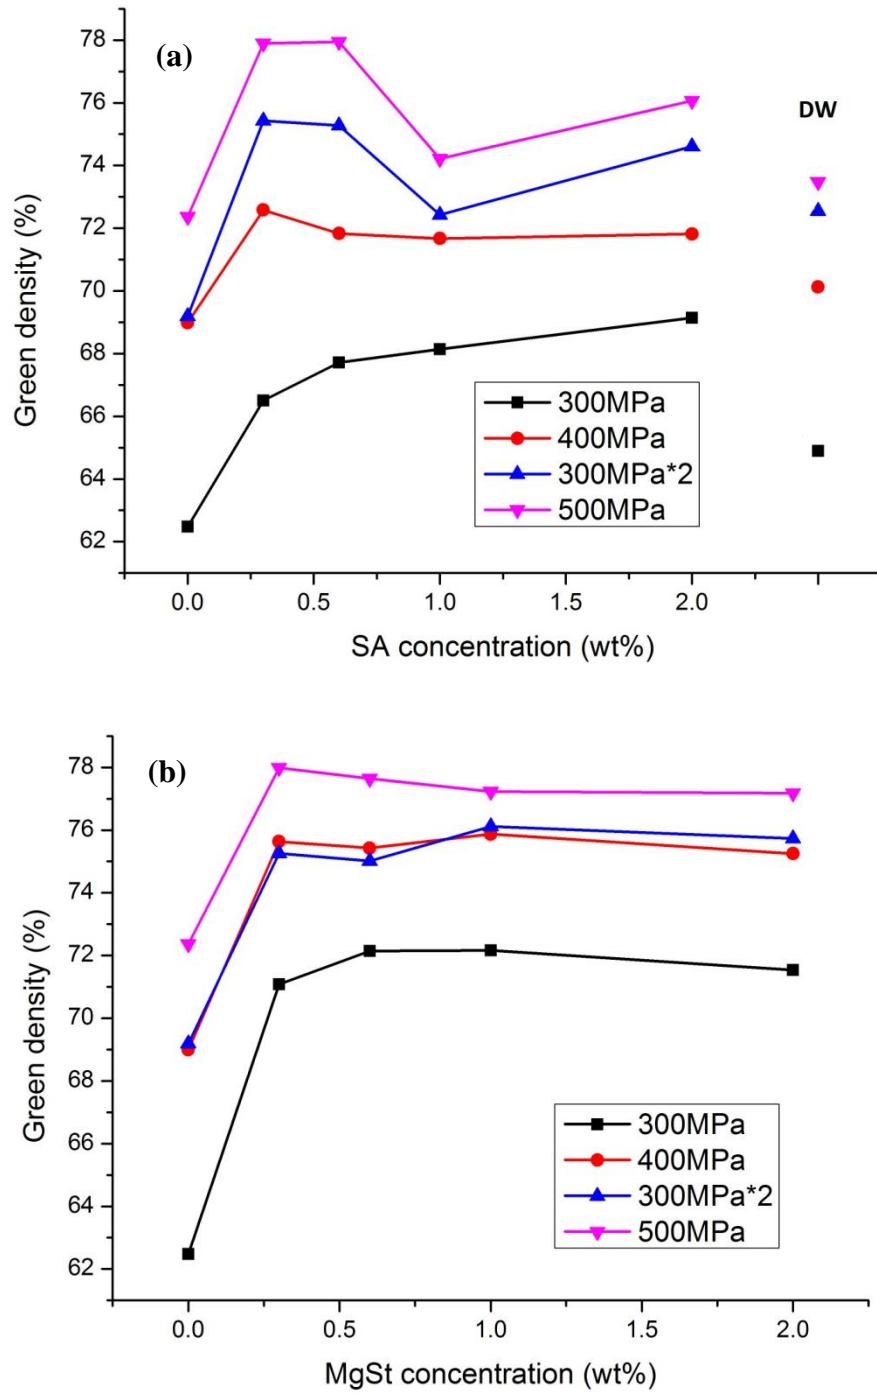 (a)
78
76
74
72
70
68
66
64
62
Green density (%)
DW
300MPa
400MPa
300MPa*2
500MPa
0.0 0.5 1.0 1.5 2.0
SA concentration (wt%)
(b)
78
76
74
72
70
68
66
64
62
Green density (%)
300MPa
400MPa
300MPa*2
500MPa
0.0 0.5 1.0 1.5 2.0
MgSt concentration (wt%)